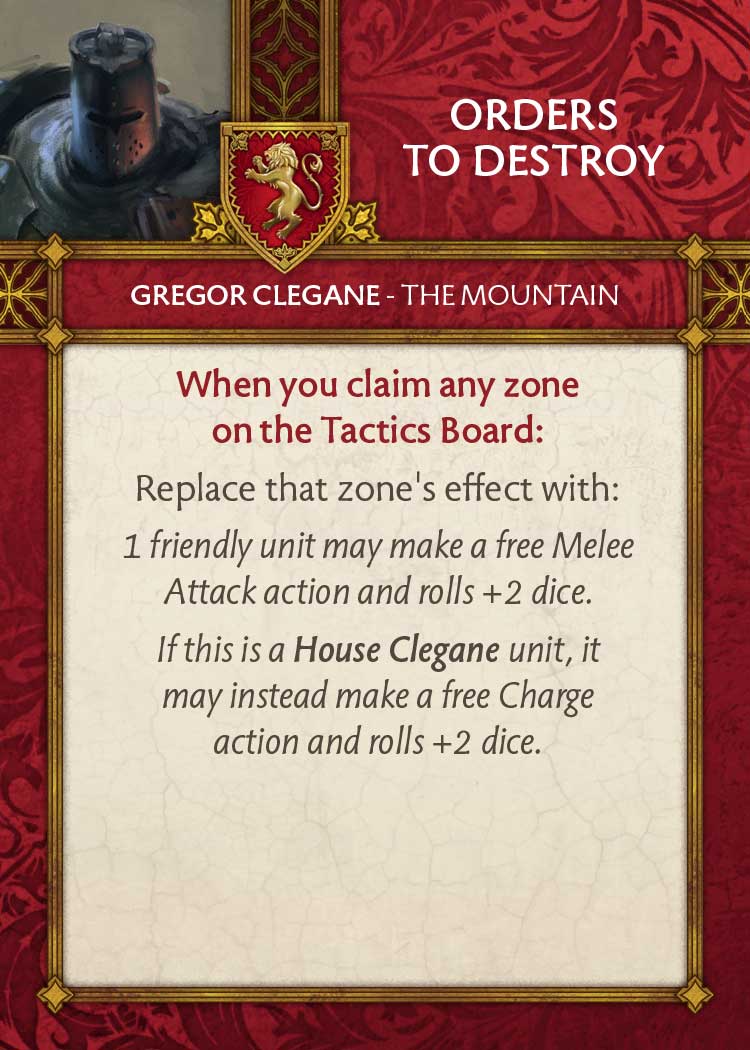 ORDERS
TO DESTROY
GREGOR CLEGANE - THE MOUNTAIN
When you claim any zone
on the Tactics Board:
Replace that zone's effect with:
1 friendly unit may make a free Melee
Attack action and rolls +2 dice.
If this is a House Clegane unit, it
may instead make a free Charge
action and rolls +2 dice.